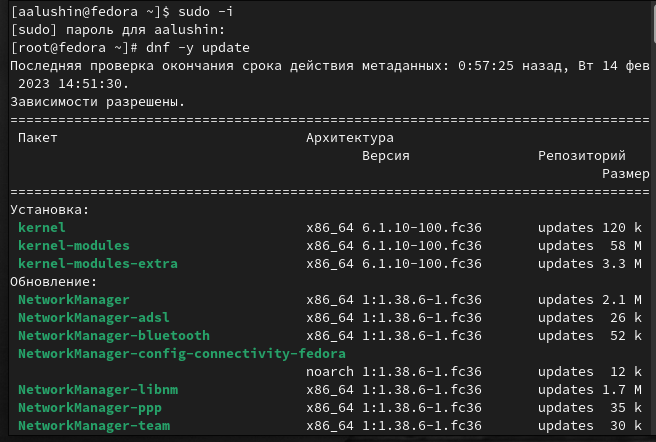 [aalushin@fedora ~]$ sudo -i
[sudo] пароль для aalushin:
[root@fedora ~]# dnf -y update
Последняя проверка окончания срока действия метаданных: 0:57:25 назад, Вт 14 фев
2023 14:51:30.
Зависимости разрешены.
================================================================================
Пакет Архитектура
Версия Репозиторий
Размер
================================================================================
Установка:
kernel x86_64 6.1.10-100.fc36 updates 120 k
kernel-modules x86_64 6.1.10-100.fc36 updates 58 M
kernel-modules-extra x86_64 6.1.10-100.fc36 updates 3.3 M
Обновление:
NetworkManager x86_64 1:1.38.6-1.fc36 updates 2.1 M
NetworkManager-adsl x86_64 1:1.38.6-1.fc36 updates 26 k
NetworkManager-bluetooth x86_64 1:1.38.6-1.fc36 updates 52 k
NetworkManager-config-connectivity-fedora
noarch 1:1.38.6-1.fc36 updates 12 k
NetworkManager-libnm x86_64 1:1.38.6-1.fc36 updates 1.7 M
NetworkManager-ppp x86_64 1:1.38.6-1.fc36 updates 35 k
NetworkManager-team x86_64 1:1.38.6-1.fc36 updates 30 k